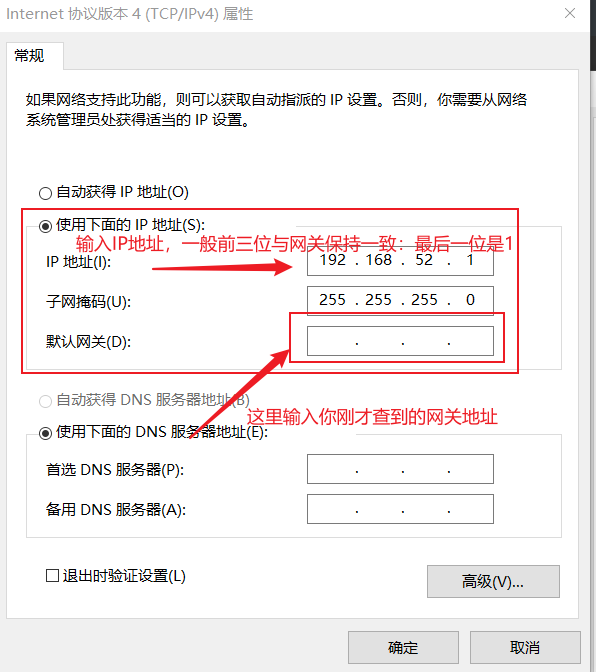 Internet 协议版本 4 (TCP/IPv4) 属性
常规
如果网络支持此功能，则可以获取自动指派的 IP 设置。否则，你需要从网络
系统管理员处获得适当的 IP 设置。
自动获得 IP 地址(O)
使用下面的 IP 地址(S):
输入IP地址，一般前三位与网关保持一致：最后一位是1
IP 地址(I):
192 . 168 . 52 . 1
子网掩码(U):
255 . 255 . 255 . 0
默认网关(D):
. . .
自动获得 DNS 服务器地址(B)
这里输入你刚才查到的网关地址
使用下面的 DNS 服务器地址(E):
首选 DNS 服务器(P):
. . .
备用 DNS 服务器(A):
. . .
退出时验证设置(L)
高级(V)...
确定
取消